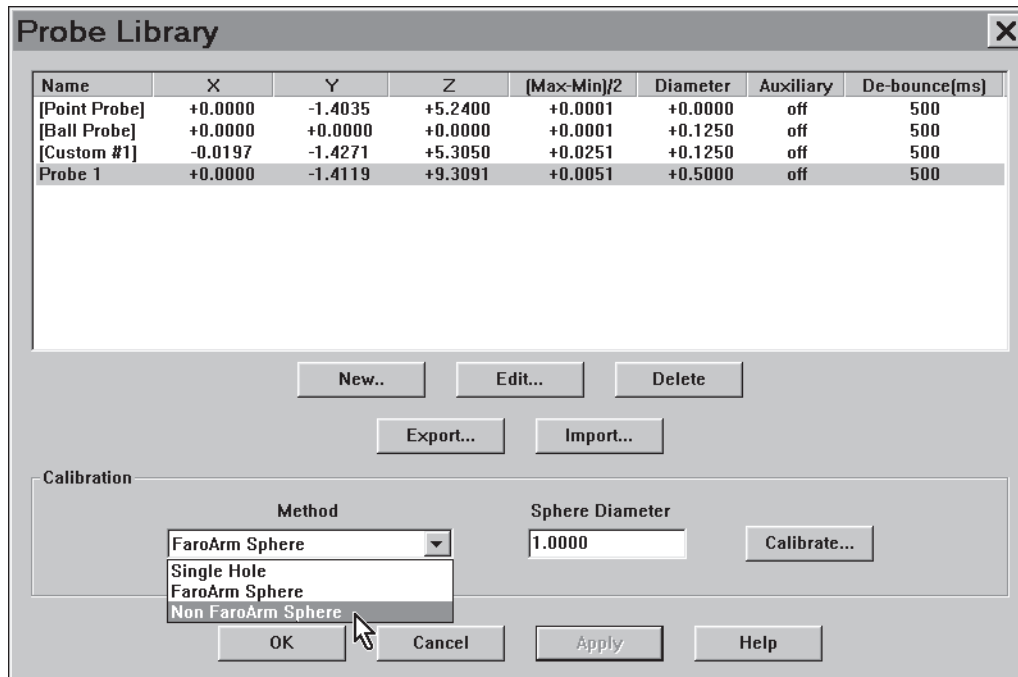 Probe Library
Name X Y Z (Max-Min)/2 Diameter Auxiliary De-bounce(ms)
[Point Probe] +0.0000 -1.4035 +5.2400 +0.0001 +0.0000 off 500
[Ball Probe] +0.0000 +0.0000 +0.0000 +0.0001 +0.1250 off 500
[Custom #1] -0.0197 -1.4271 +5.3050 +0.0251 +0.1250 off 500
Probe 1 +0.0000 -1.4119 +9.3091 +0.0051 +0.5000 off 500
New.. Edit... Delete
Export... Import...
Calibration
Method Sphere Diameter
FaroArm Sphere 1.0000 Calibrate...
Single Hole
FaroArm Sphere
Non FaroArm Sphere
OK Cancel Apply Help